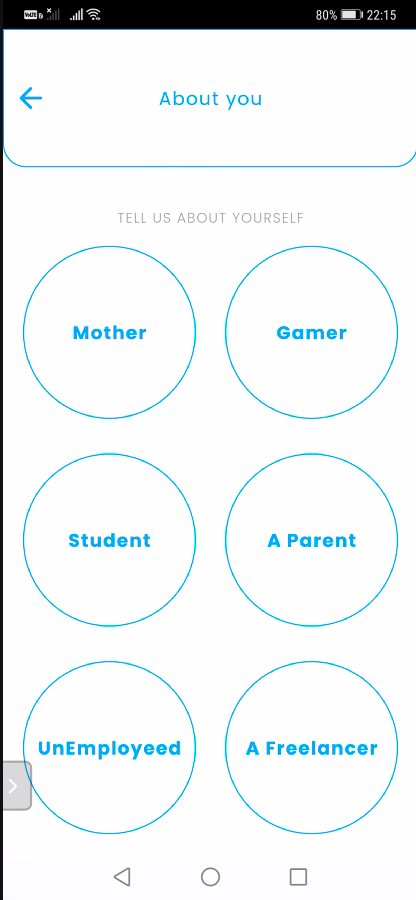 80% 22:15
About you
TELL US ABOUT YOURSELF
Mother Gamer
Student A Parent
UnEmployeed A Freelancer